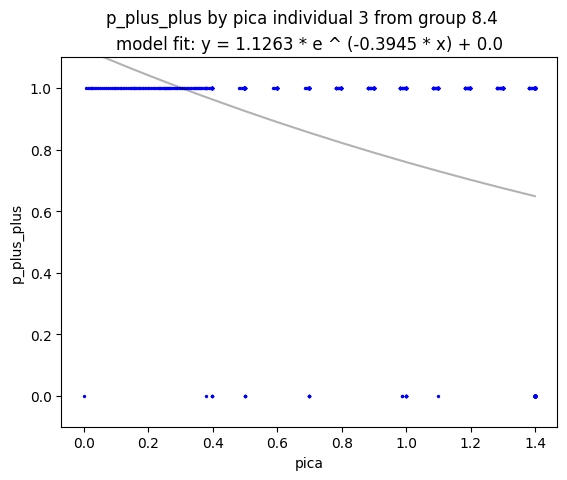 p_plus_plus by pica individual 3 from group 8.4
model fit: y = 1.1263 * e ^ (-0.3945 * x) + 0.0
1.0
0.8
0.6
0.4
0.2
0.0
p_plus_plus
0.0 0.2 0.4 0.6 0.8 1.0 1.2 1.4
pica